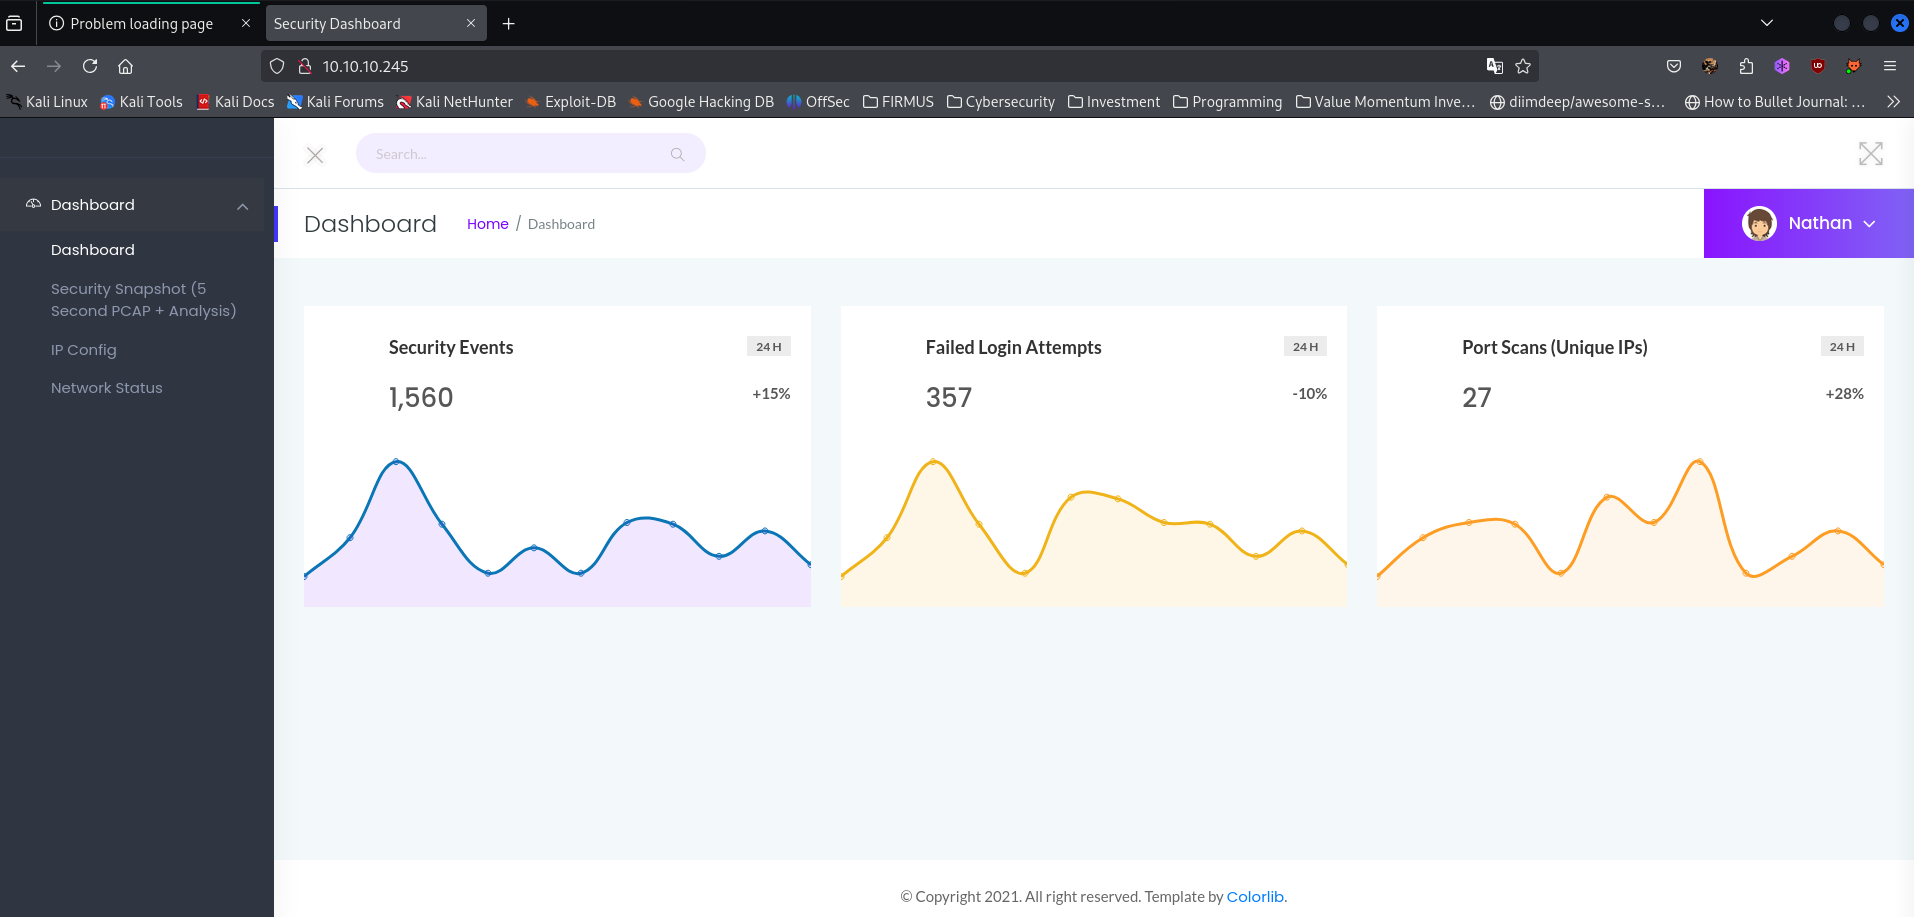 Problem loading page
Security Dashboard
10.10.10.245
Kali Linux Kali Tools Kali Docs Kali Forums Kali NetHunter Exploit-DB Google Hacking DB OffSec FIRMUS Cybersecurity Investment Programming Value Momentum Inve... diimdeep/awesome-s... How to Bullet Journal: ...
Search...
Dashboard
Dashboard
Security Snapshot (5
Second PCAP + Analysis)
IP Config
Network Status
Dashboard Home / Dashboard
Nathan
Security Events 24 H
1,560 +15%
Failed Login Attempts 24 H
357 -10%
Port Scans (Unique IPs) 24 H
27 +28%
© Copyright 2021. All right reserved. Template by Colorlib.